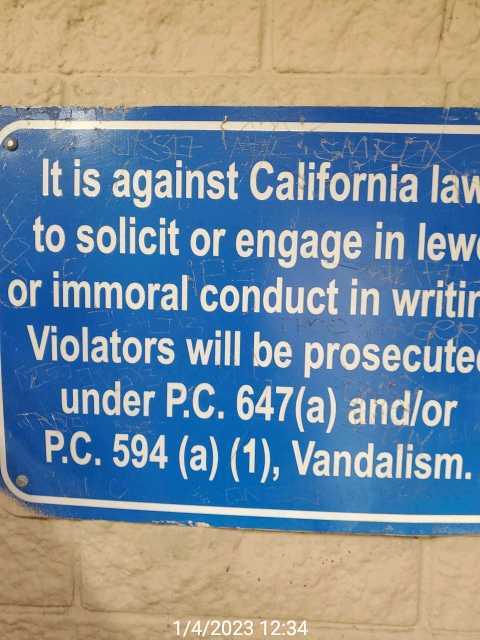 It is against California law
to solicit or engage in lew
or immoral conduct in writin
Violators will be prosecuted
under P.C. 647(a) and/or
P.C. 594 (a) (1), Vandalism.
1/4/2023 12:34